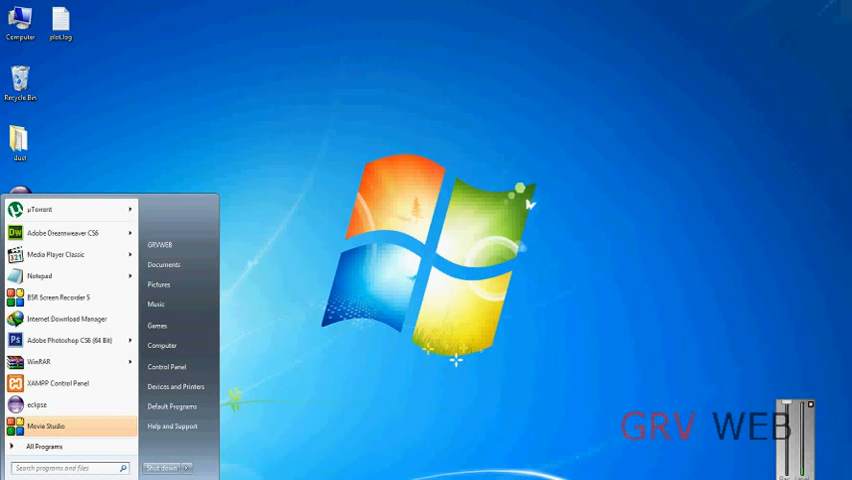 Computer
plot.log
Recycle Bin
µTorrent
Adobe Dreamweaver CS6
Media Player Classic
Notepad
BSR Screen Recorder 5
Internet Download Manager
Adobe Photoshop CS6 (64 Bit)
WinRAR
XAMPP Control Panel
eclipse
Movie Studio
All Programs
Search programs and files
GRVWEB
Documents
Pictures
Music
Games
Computer
Control Panel
Devices and Printers
Default Programs
Help and Support
Shut down
GRV WEB